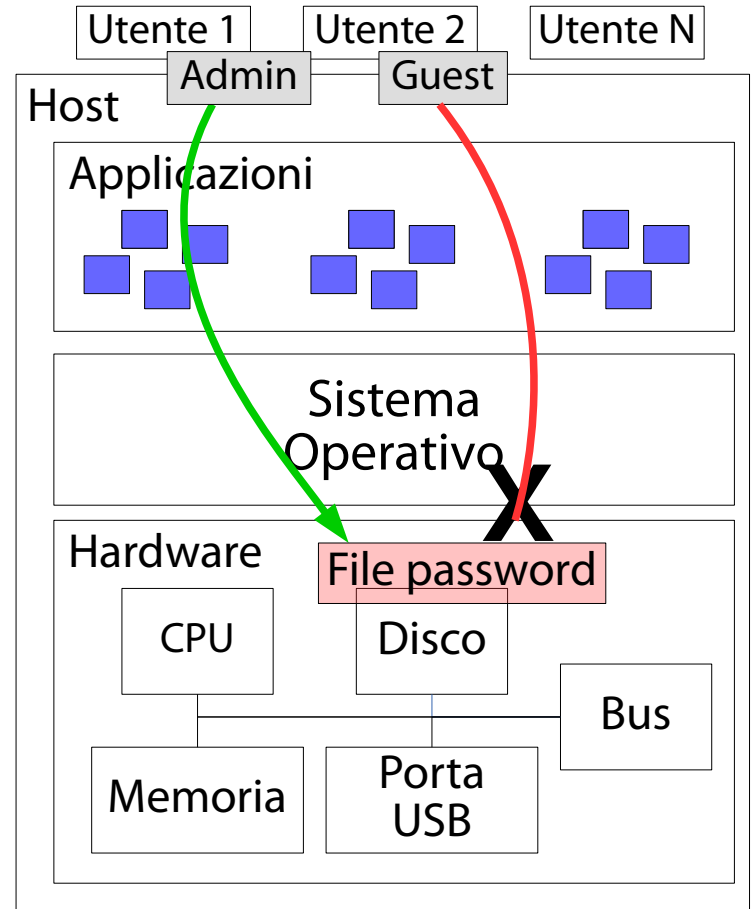 Utente 1
Utente 2
Utente N
Admin
Guest
Host
Applicazioni
Sistema
Operativo
X
Hardware
File password
CPU
Disco
Bus
Memoria
Porta
USB